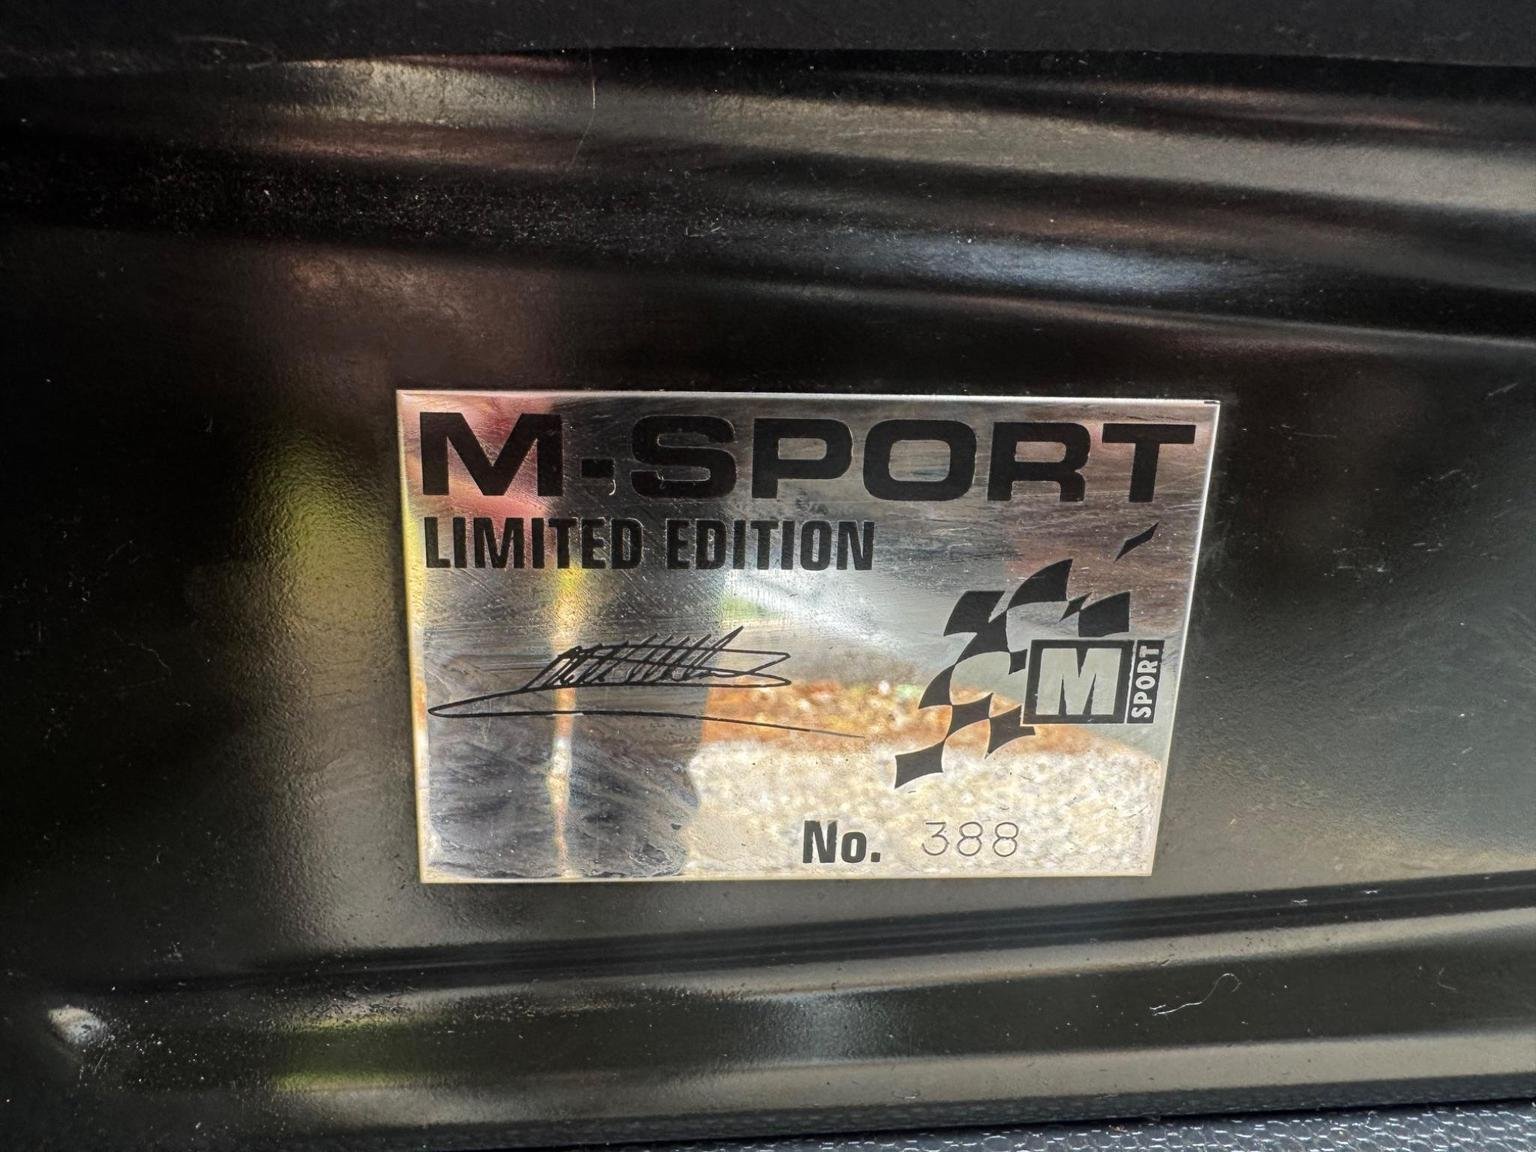 M-SPORT
LIMITED EDITION
M SPORT
No. 388